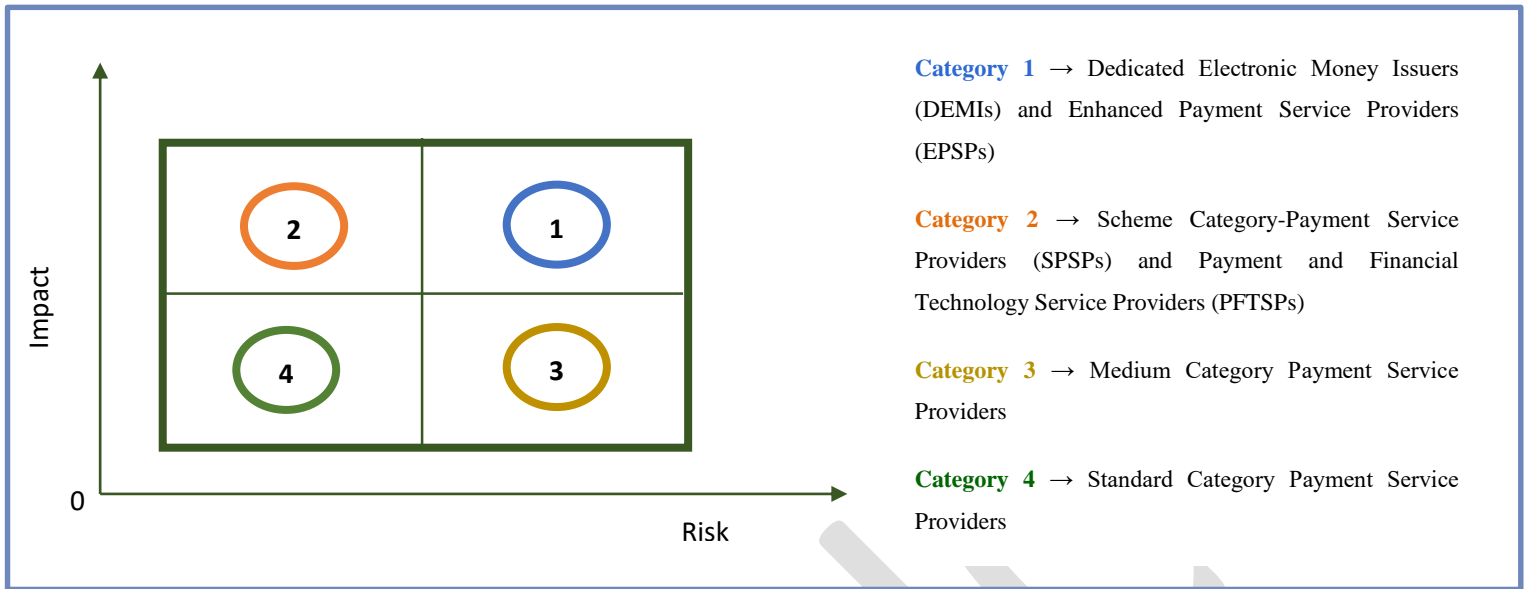 Impact
2
1
4
3
0
Risk
Category 1 → Dedicated Electronic Money Issuers
(DEMIs) and Enhanced Payment Service Providers
(EPSPs)
Category 2 → Scheme Category-Payment Service
Providers (SPSPs) and Payment and Financial
Technology Service Providers (PFTSPs)
Category 3 → Medium Category Payment Service
Providers
Category 4 → Standard Category Payment Service
Providers